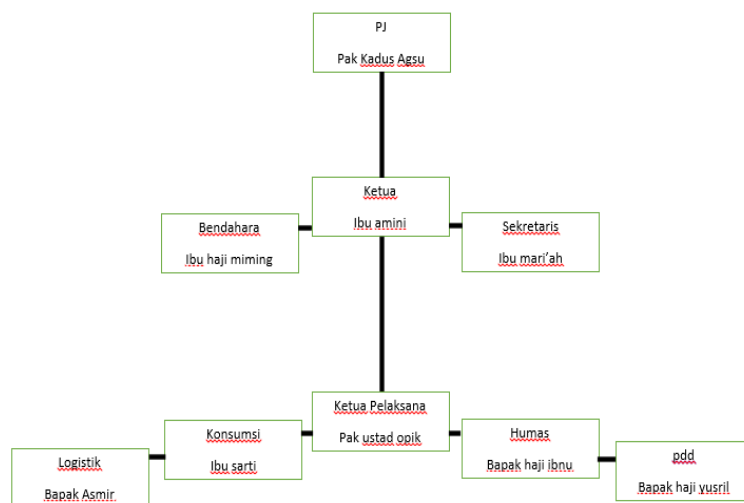 PJ
Pak Kadus Agsu
Ketua
Ibu amini
Bendahara
Ibu haji miming
Sekretaris
Ibu mari’ah
Ketua Pelaksana
Pak ustad opik
Konsumsi
Ibu sarti
Humas
Bapak haji ibnu
Logistik
Bapak Asmir
pdd
Bapak haji yusril